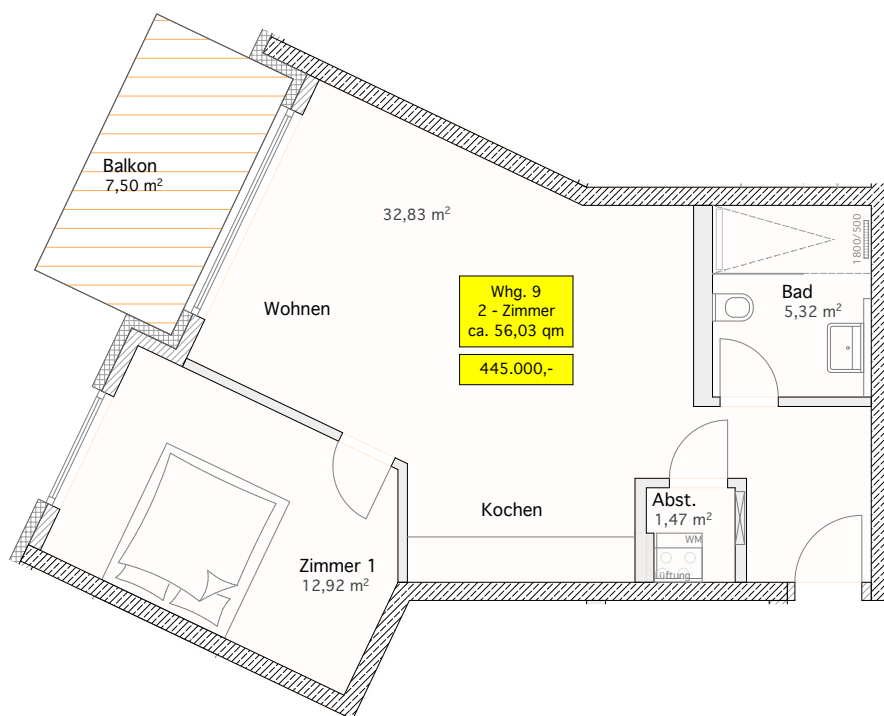 Balkon
7,50 m²
32,83 m²
Wohnen
Whg. 9
2 - Zimmer
ca. 56,03 qm
445.000,-
1800/500
Bad
5,32 m²
Kochen
Abst.
1,47 m²
WM
Lüftung
Zimmer 1
12,92 m²